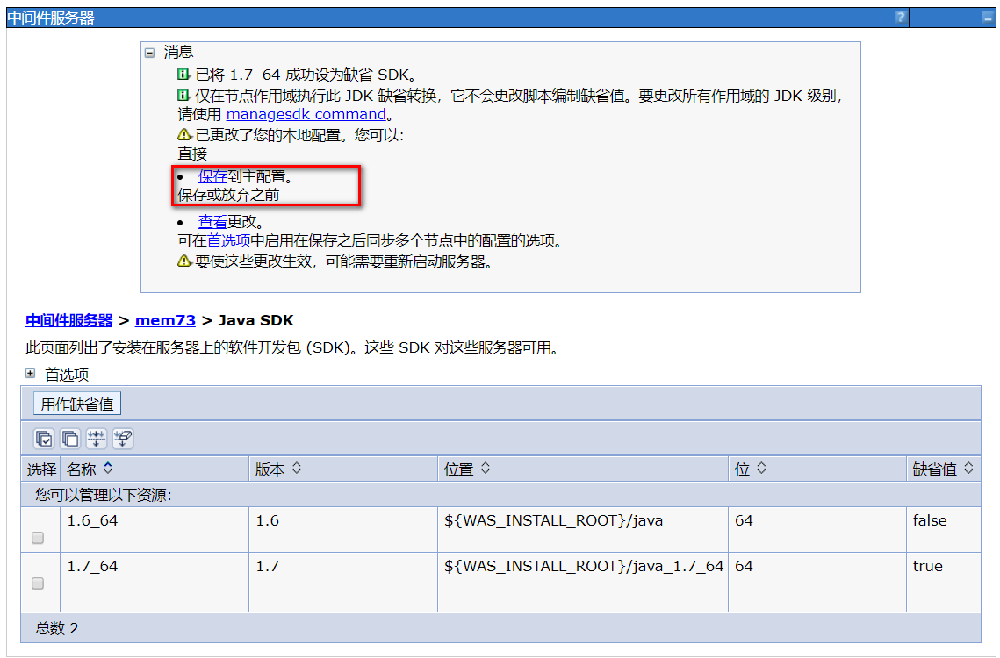 中间件服务器
?
消息
已将 1.7_64 成功设为缺省 SDK。
仅在节点作用域执行此 JDK 缺省转换，它不会更改脚本编制缺省值。要更改所有作用域的 JDK 级别，
请使用 managesdk command。
已更改了您的本地配置。您可以：
直接
• 保存到主配置。
保存或放弃之前
• 查看更改。
可在首选项中启用在保存之后同步多个节点中的配置的选项。
要使这些更改生效，可能需要重新启动服务器。
中间件服务器 > mem73 > Java SDK
此页面列出了安装在服务器上的软件开发包 (SDK)。这些 SDK 对这些服务器可用。
首选项
用作缺省值
选择 名称 版本 位置 位 缺省值
您可以管理以下资源：
1.6_64 1.6 ${WAS_INSTALL_ROOT}/java 64 false
1.7_64 1.7 ${WAS_INSTALL_ROOT}/java_1.7_64 64 true
总数 2